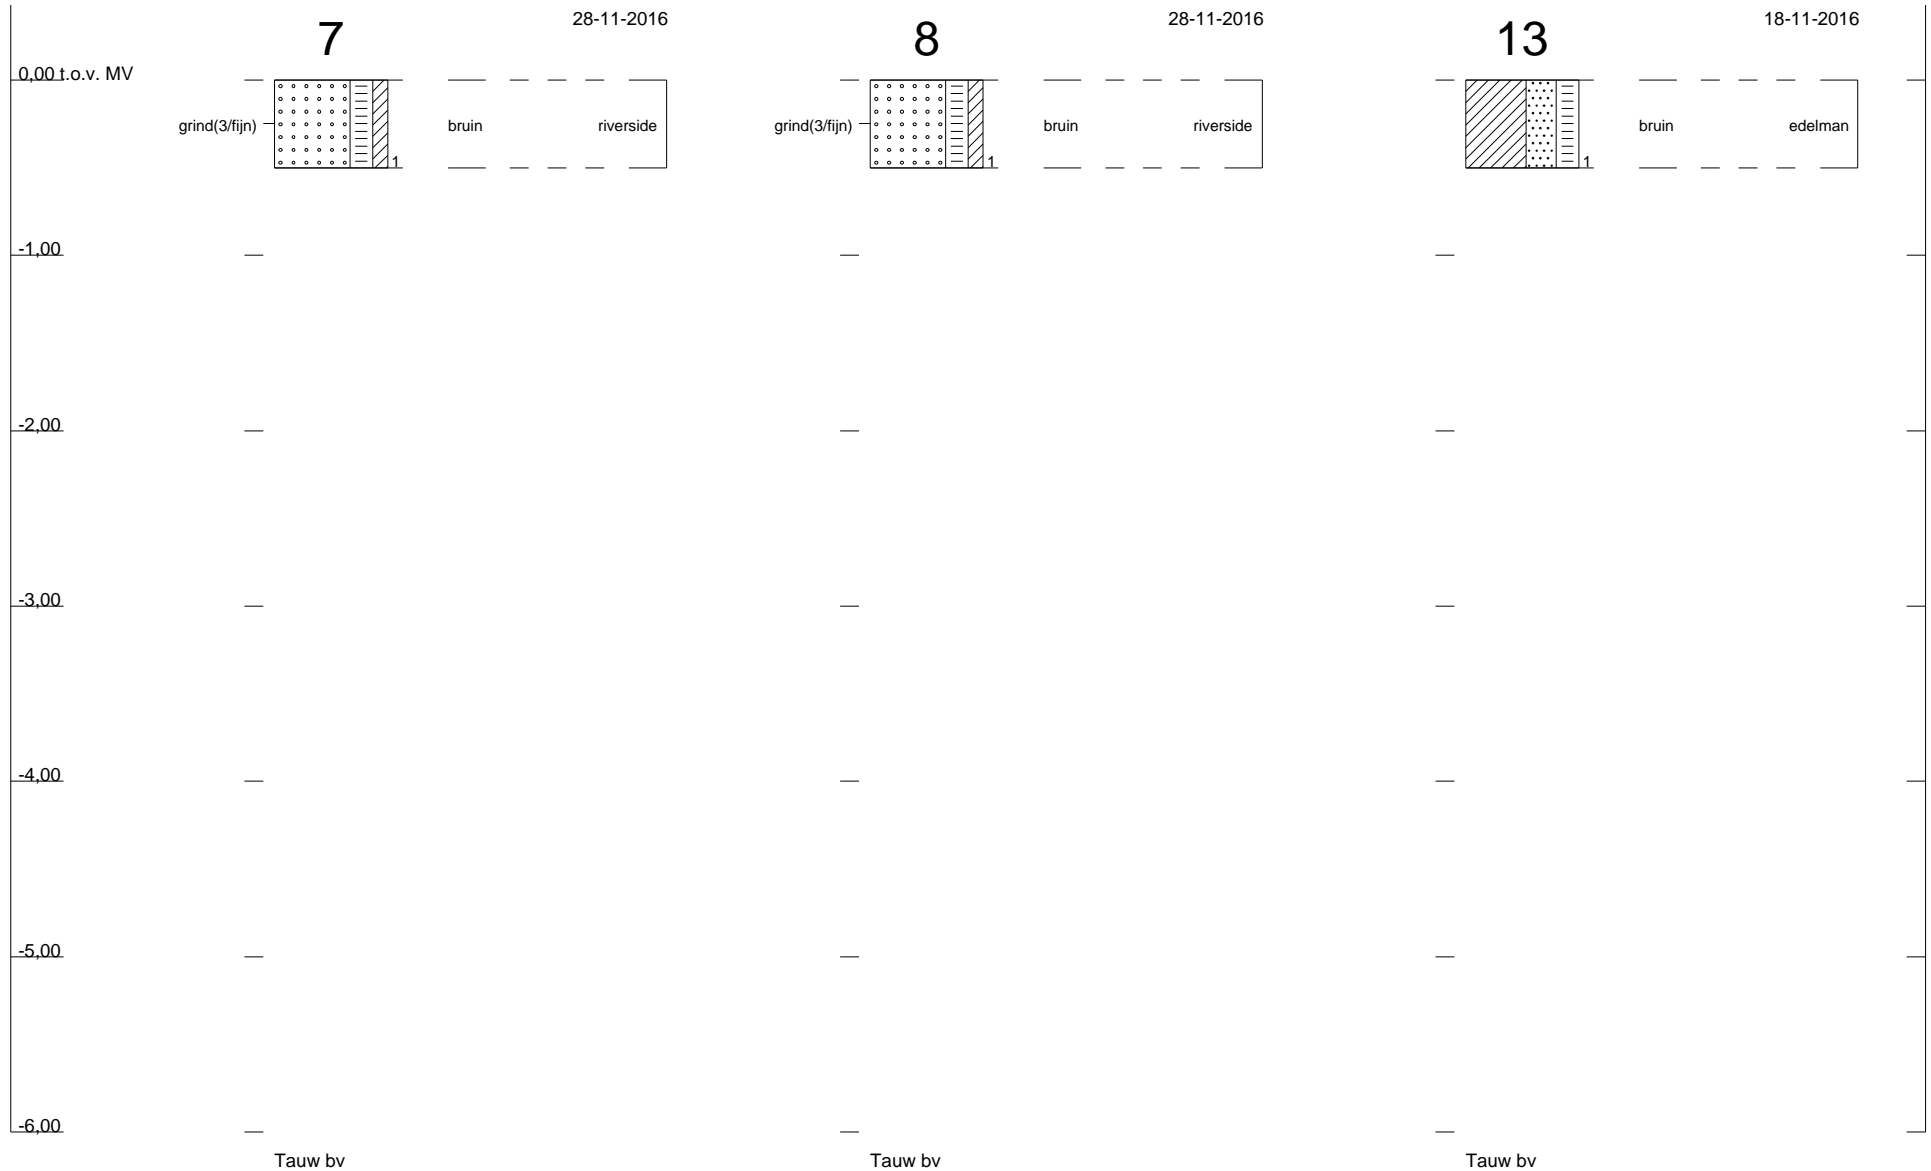 7
28-11-2016
8
28-11-2016
13
18-11-2016
0,00 t.o.v. MV
grind(3/fijn)
1
bruin
riverside
grind(3/fijn)
1
bruin
riverside
1
bruin
edelman
-1,00
-2,00
-3,00
-4,00
-5,00
-6,00
Tauw bv
Tauw bv
Tauw bv